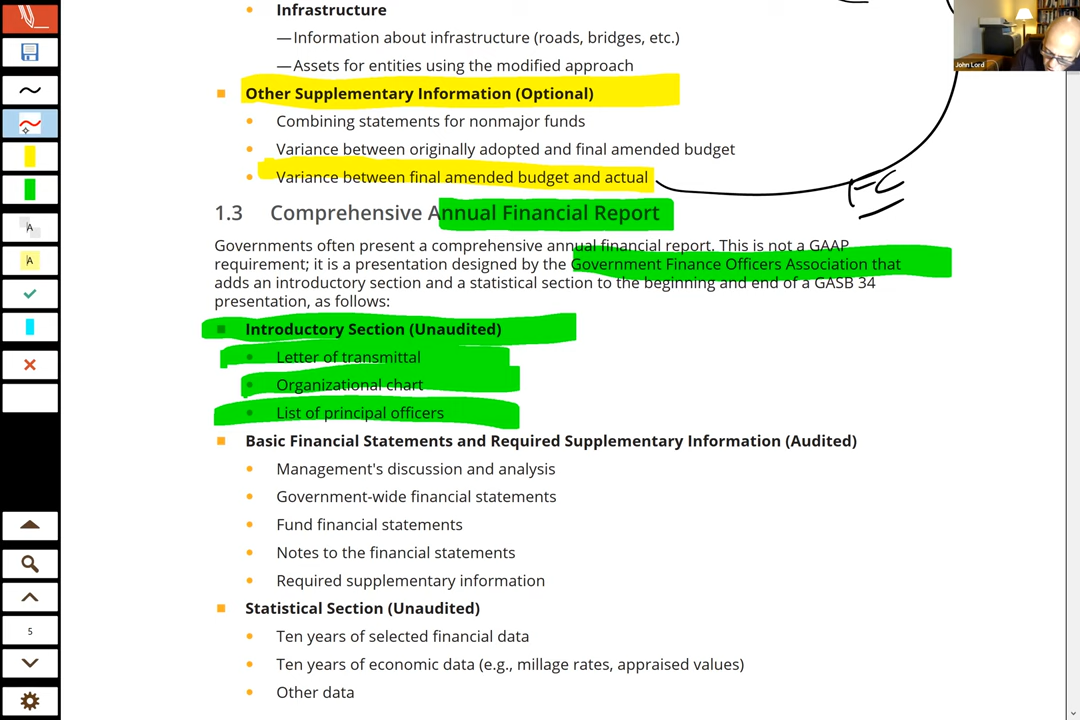 Infrastructure
—Information about infrastructure (roads, bridges, etc.)
—Assets for entities using the modified approach
John Lord
Other Supplementary Information (Optional)
Combining statements for nonmajor funds
Variance between originally adopted and final amended budget
Variance between final amended budget and actual
1.3 Comprehensive Annual Financial Report
Governments often present a comprehensive annual financial report. This is not a GAAP
requirement; it is a presentation designed by the Government Finance Officers Association that
adds an introductory section and a statistical section to the beginning and end of a GASB 34
presentation, as follows:
Introductory Section (Unaudited)
Letter of transmittal
Organizational chart
List of principal officers
Basic Financial Statements and Required Supplementary Information (Audited)
Management's discussion and analysis
Government-wide financial statements
Fund financial statements
Notes to the financial statements
Required supplementary information
Statistical Section (Unaudited)
Ten years of selected financial data
Ten years of economic data (e.g., millage rates, appraised values)
Other data
A
A
5